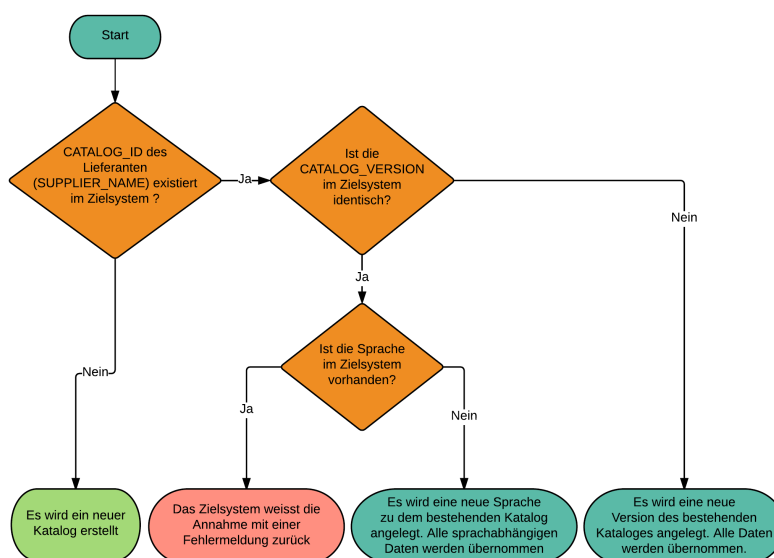 Start
CATALOG_ID des
Lieferanten
(SUPPLIER_NAME) existiert
im Zielsystem ?
Ja
Ist die
CATALOG_VERSION
im Zielsystem
identisch?
Nein
Ja
Ist die Sprache
im Zielsystem
vorhanden?
Nein
Ja
Nein
Es wird ein neuer
Katalog erstellt
Das Zielsystem weisst die
Annahme mit einer
Fehlermeldung zurück
Es wird eine neue Sprache
zu dem bestehenden Katalog
angelegt. Alle sprachabhängigen
Daten werden übernommen
Es wird eine neue
Version des bestehenden
Kataloges angelegt. Alle Daten
werden übernommen.